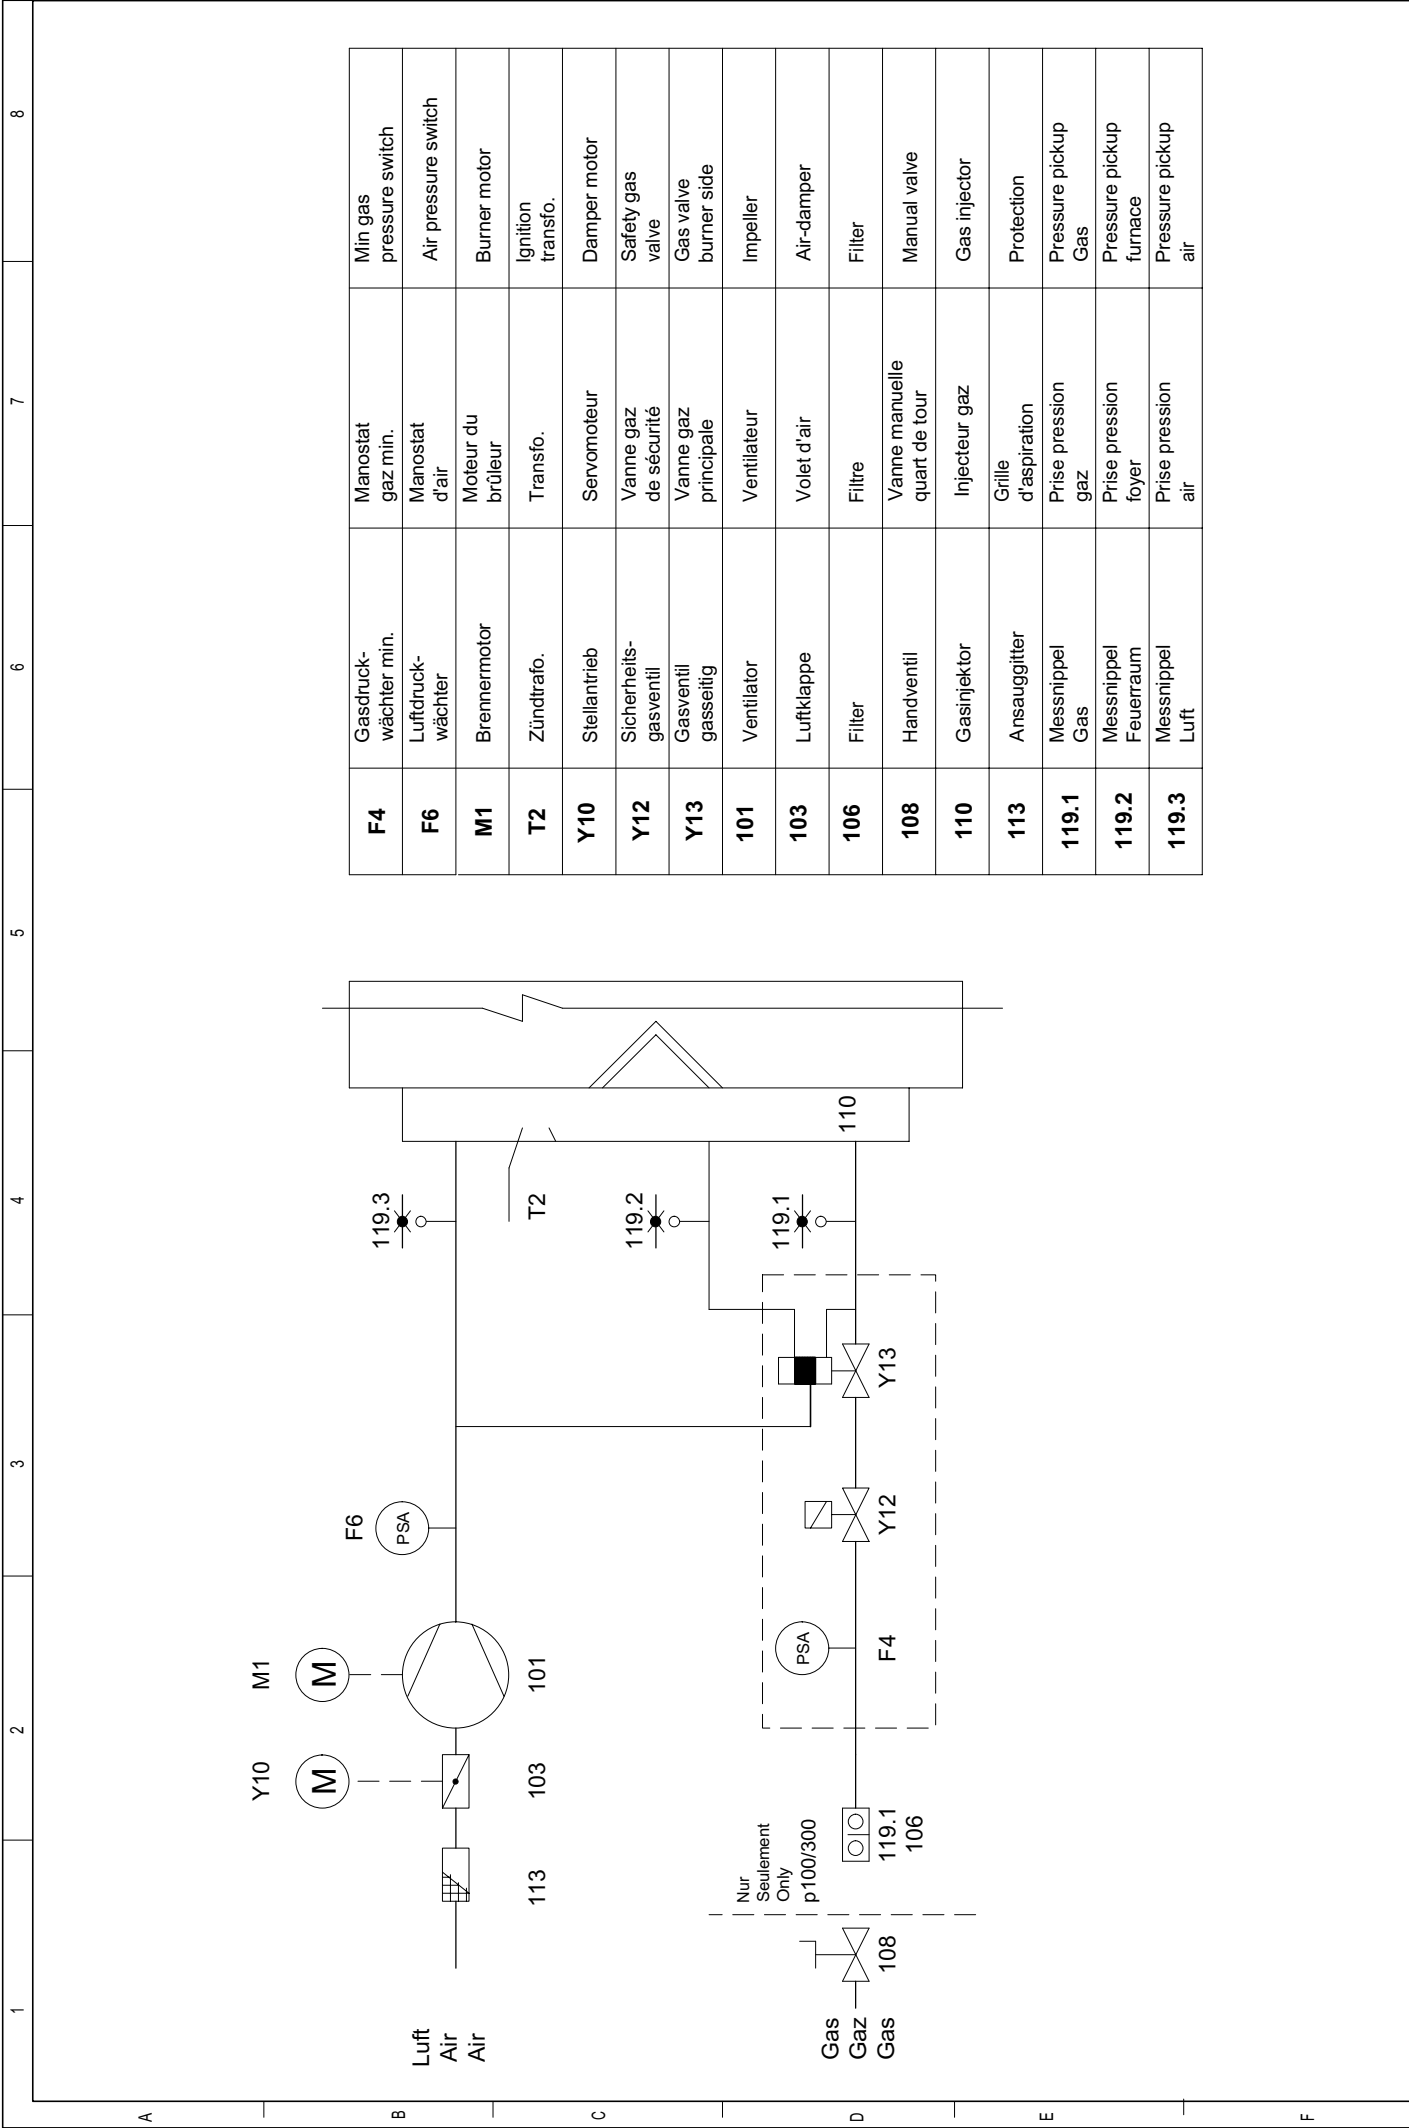 1
2
3
4
5
6
7
8
A
B
C
D
E
F
Luft
Air
Air
Y10
M1
M
M
F6
PSA
119.3
113
103
101
T2
119.2
Nur
Seulement
Only
p100/300
PSA
119.1
110
Gas
Gaz
Gas
108
119.1
106
F4
Y12
Y13
F4
Gasdruck-
wächter min.
Manostat
gaz min.
Min gas
pressure switch
F6
Luftdruck-
wächter
Manostat
d'air
Air pressure switch
M1
Brennermotor
Moteur du
brûleur
Burner motor
T2
Zündtrafo.
Transfo.
Ignition
transfo.
Y10
Stellantrieb
Servomoteur
Damper motor
Y12
Sicherheits-
gasventil
Vanne gaz
de sécurité
Safety gas
valve
Y13
Gasventil
gasseitig
Vanne gaz
principale
Gas valve
burner side
101
Ventilator
Ventilateur
Impeller
103
Luftklappe
Volet d'air
Air-damper
106
Filter
Filtre
Filter
108
Handventil
Vanne manuelle
quart de tour
Manual valve
110
Gasinjektor
Injecteur gaz
Gas injector
113
Ansauggitter
Grille
d'aspiration
Protection
119.1
Messnippel
Gas
Prise pression
gaz
Pressure pickup
Gas
119.2
Messnippel
Feuerraum
Prise pression
foyer
Pressure pickup
furnace
119.3
Messnippel
Luft
Prise pression
air
Pressure pickup
air